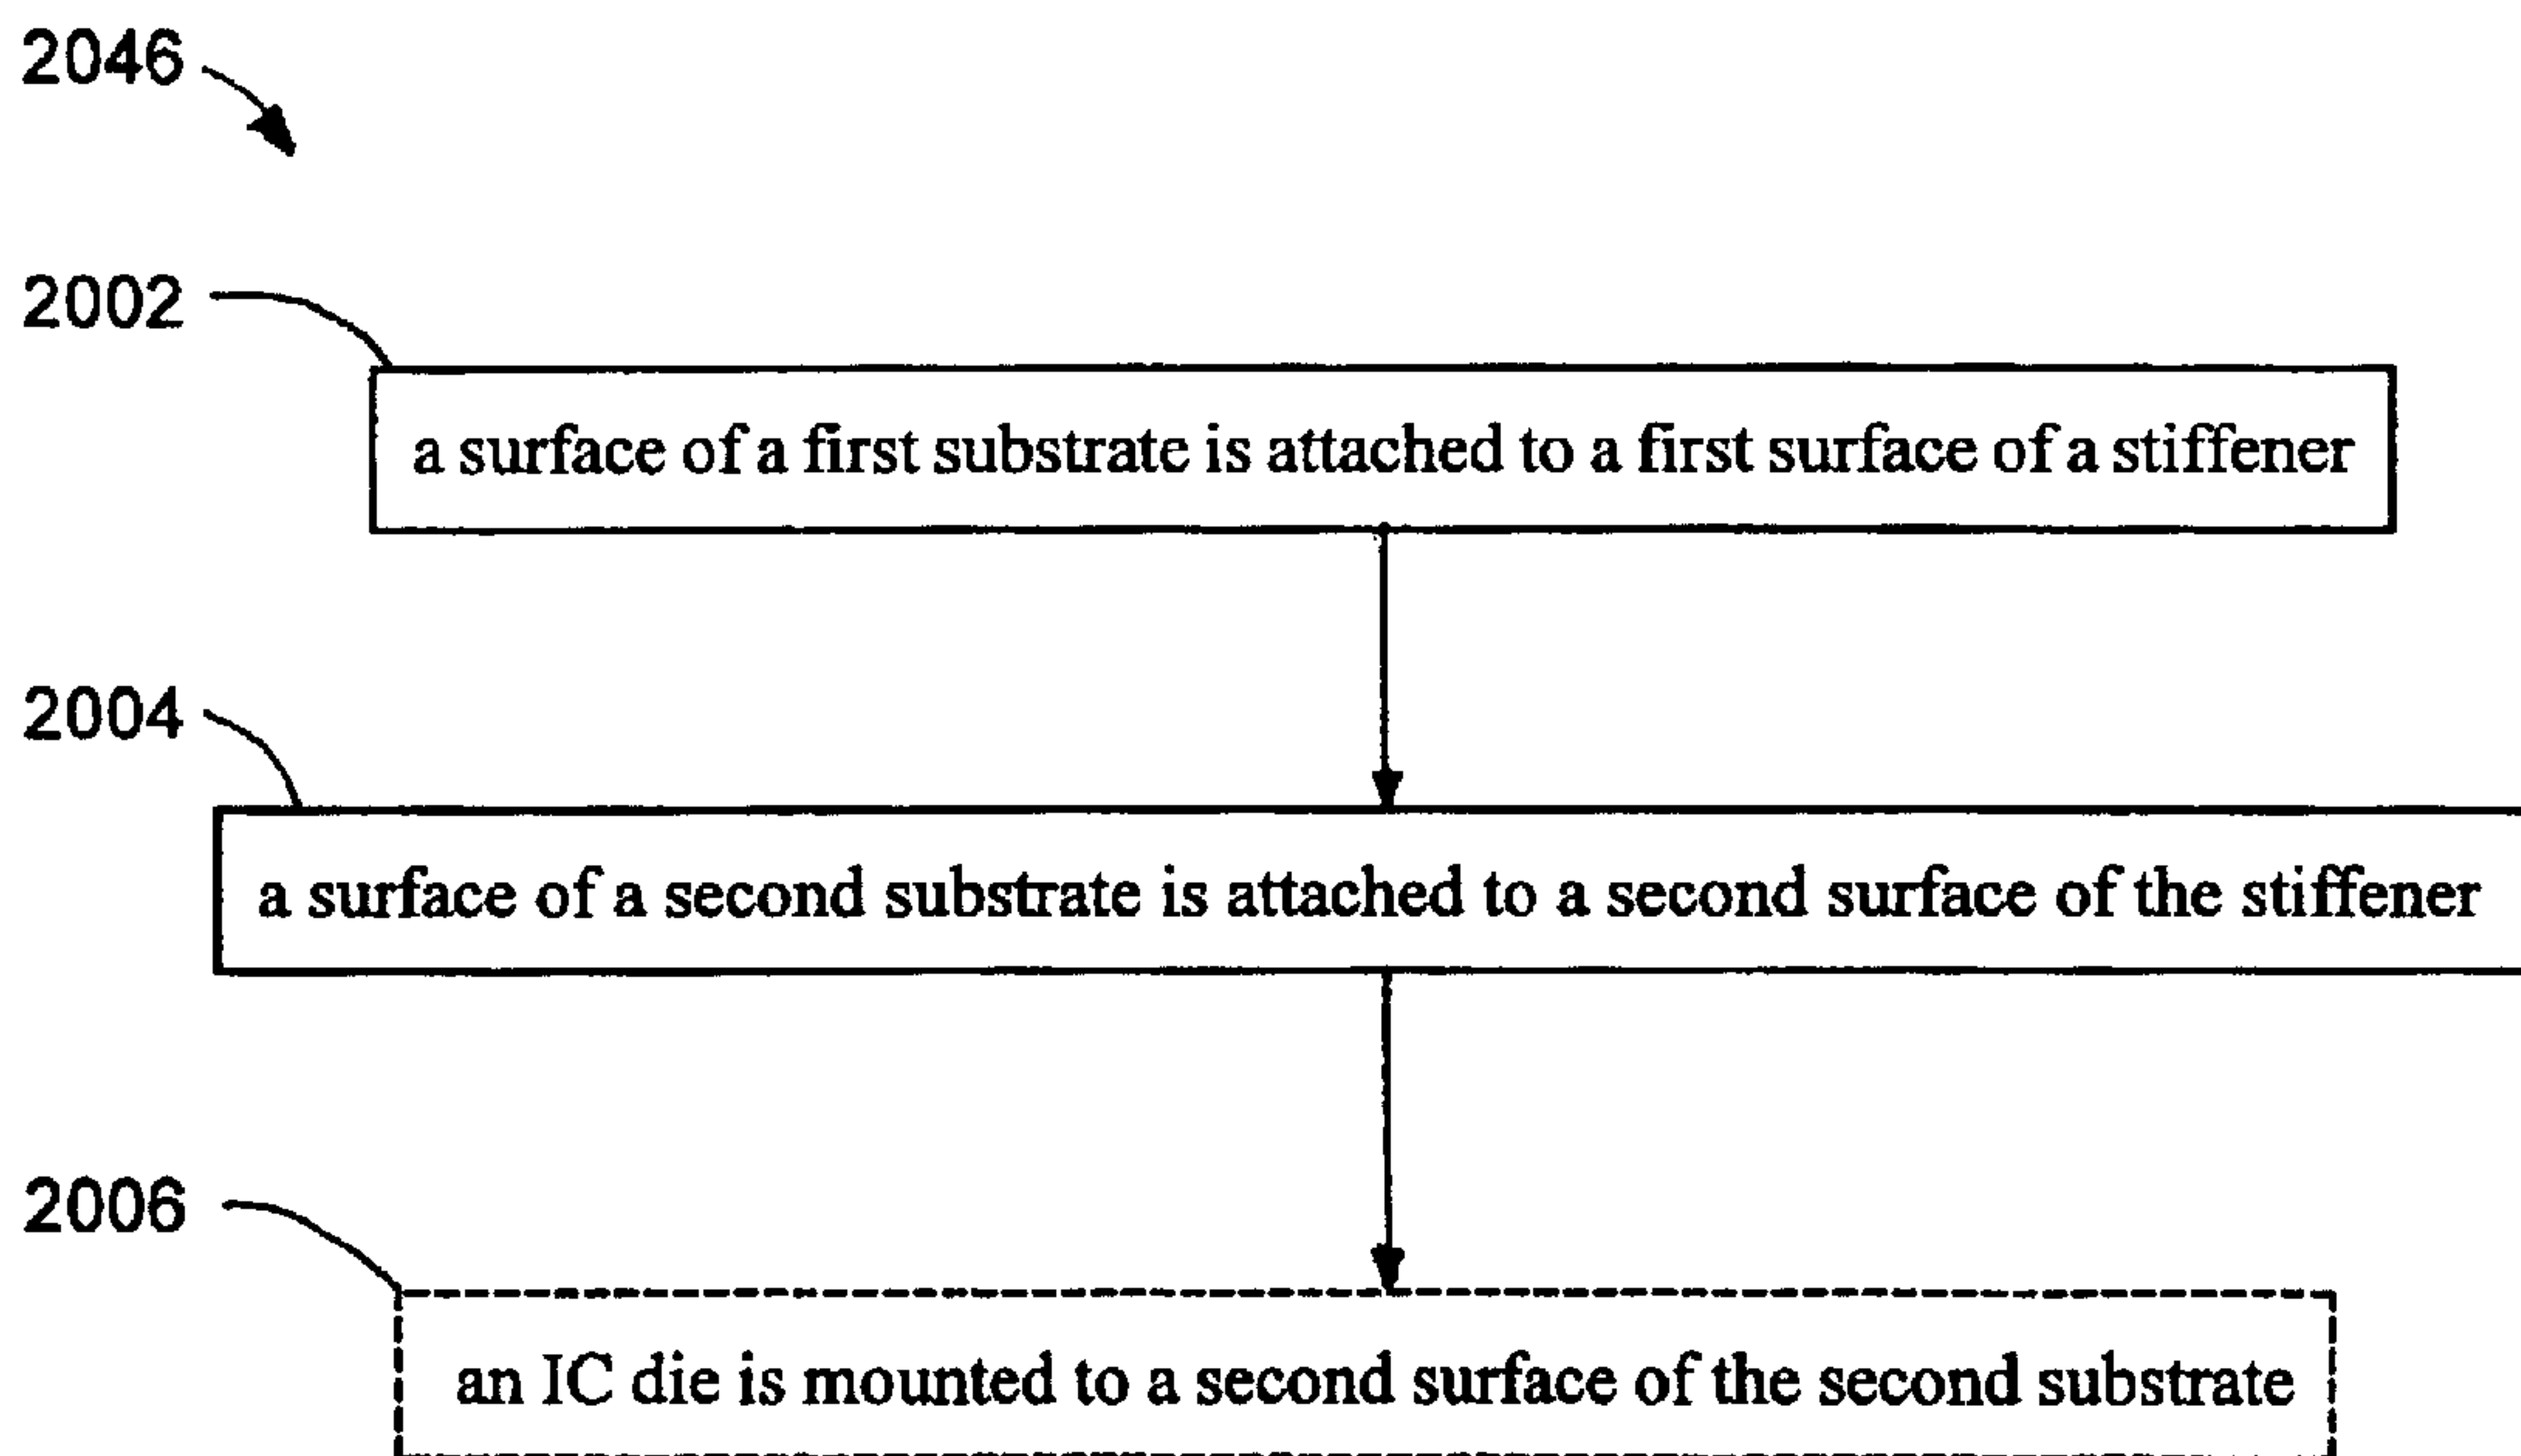 2046
2002
a surface of a first substrate is attached to a first surface of a stiffener
2004
a surface of a second substrate is attached to a second surface of the stiffener
2006
an IC die is mounted to a second surface of the second substrate